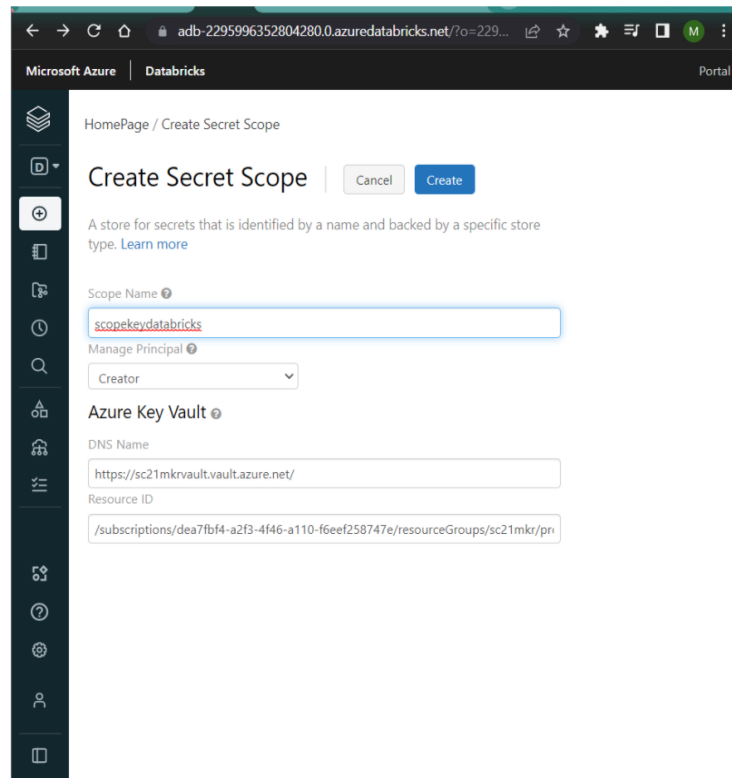 adb-2295996352804280.0.azuredatabricks.net/?o=229...
M
Microsoft Azure Databricks Portal
HomePage / Create Secret Scope
D
Create Secret Scope Cancel Create
A store for secrets that is identified by a name and backed by a specific store
type. Learn more
Scope Name
scopekeydatabricks
Manage Principal
Creator
Azure Key Vault
DNS Name
https://sc21mkrvault.vault.azure.net/
Resource ID
/subscriptions/dea7fbf4-a2f3-4f46-a110-f6eef258747e/resourceGroups/sc21mkr/pro